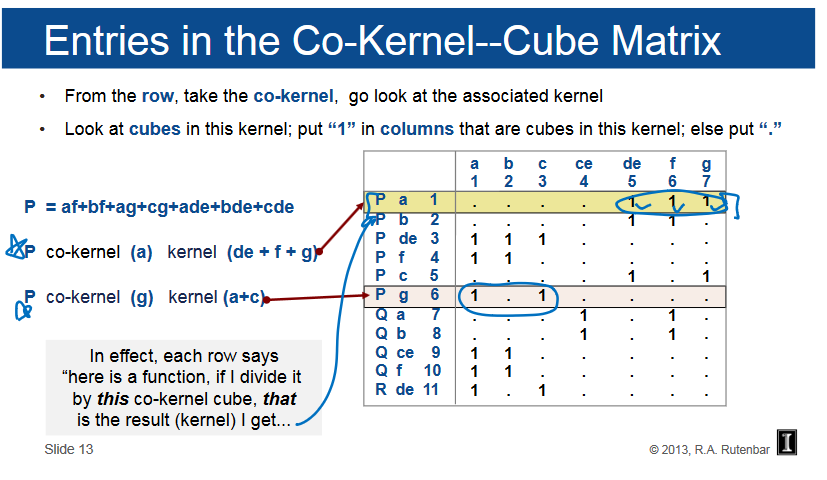 Entries in the Co-Kernel--Cube Matrix
• From the row, take the co-kernel, go look at the associated kernel
• Look at cubes in this kernel; put “1” in columns that are cubes in this kernel; else put “.”
P = af+bf+ag+cg+ade+bde+cde
P co-kernel (a) kernel (de + f + g)
P co-kernel (g) kernel (a+c)
In effect, each row says
“here is a function, if I divide it
by this co-kernel cube, that
is the result (kernel) I get...
a b c ce de f g
1 2 3 4 5 6 7
P a 1 . . . . 1 1 1
P b 2 . . . . 1 1 .
P de 3 1 1 1 . . . .
P f 4 1 1 . . . . .
P c 5 . . . . 1 . 1
P g 6 1 . 1 . . . .
Q a 7 . . . 1 . 1 .
Q b 8 . . . 1 . 1 .
Q ce 9 1 1 . . . . .
Q f 10 1 1 . . . . .
R de 11 1 . 1 . . . .
Slide 13
© 2013, R.A. Rutenbar
I